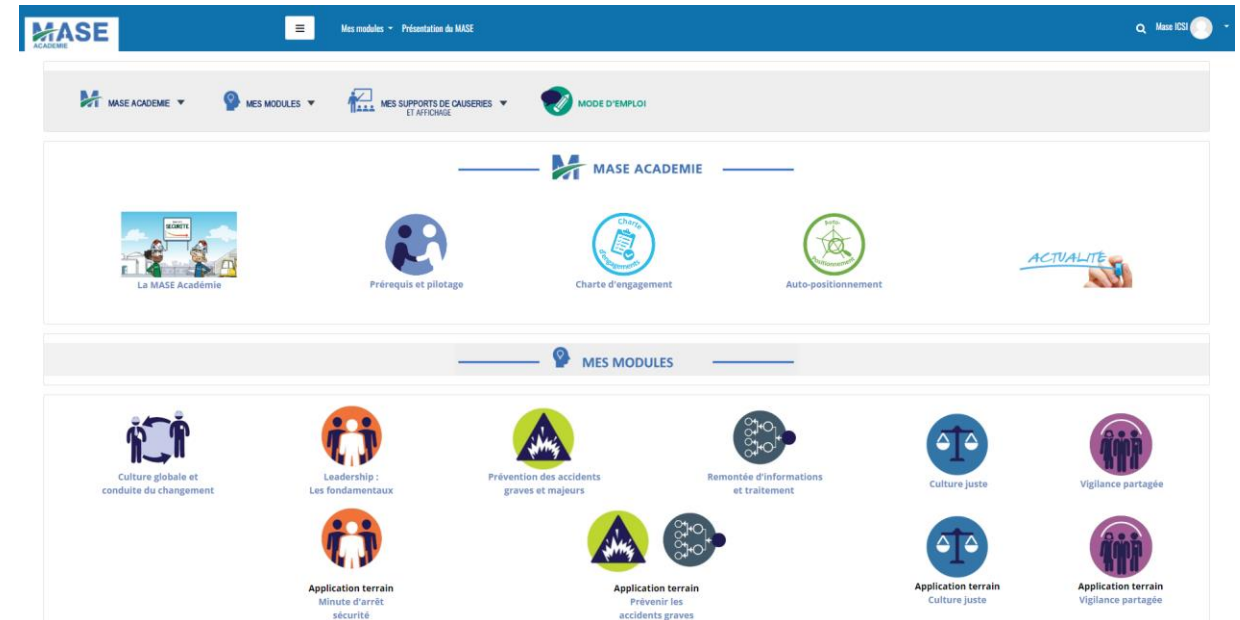 MASE
ACADEMIE
Mes modules Présentation du MASE
Mase ICSI
MASE ACADEMIE
MES MODULES
MES SUPPORTS DE CAUSERIES
ET AFFICHAGE
MODE D'EMPLOI
MASE ACADEMIE
SECURITE
La MASE Académie
Prérequis et pilotage
Charte
d'engagements
Charte d'engagement
Auto-
Positionnement
Auto-positionnement
ACTUALITE
MES MODULES
Culture globale et
conduite du changement
Leadership :
Les fondamentaux
Prévention des accidents
graves et majeurs
Remontée d'informations
et traitement
Culture juste
Vigilance partagée
Application terrain
Minute d'arrêt
sécurité
Application terrain
Prévenir les
accidents graves
Application terrain
Culture juste
Application terrain
Vigilance partagée